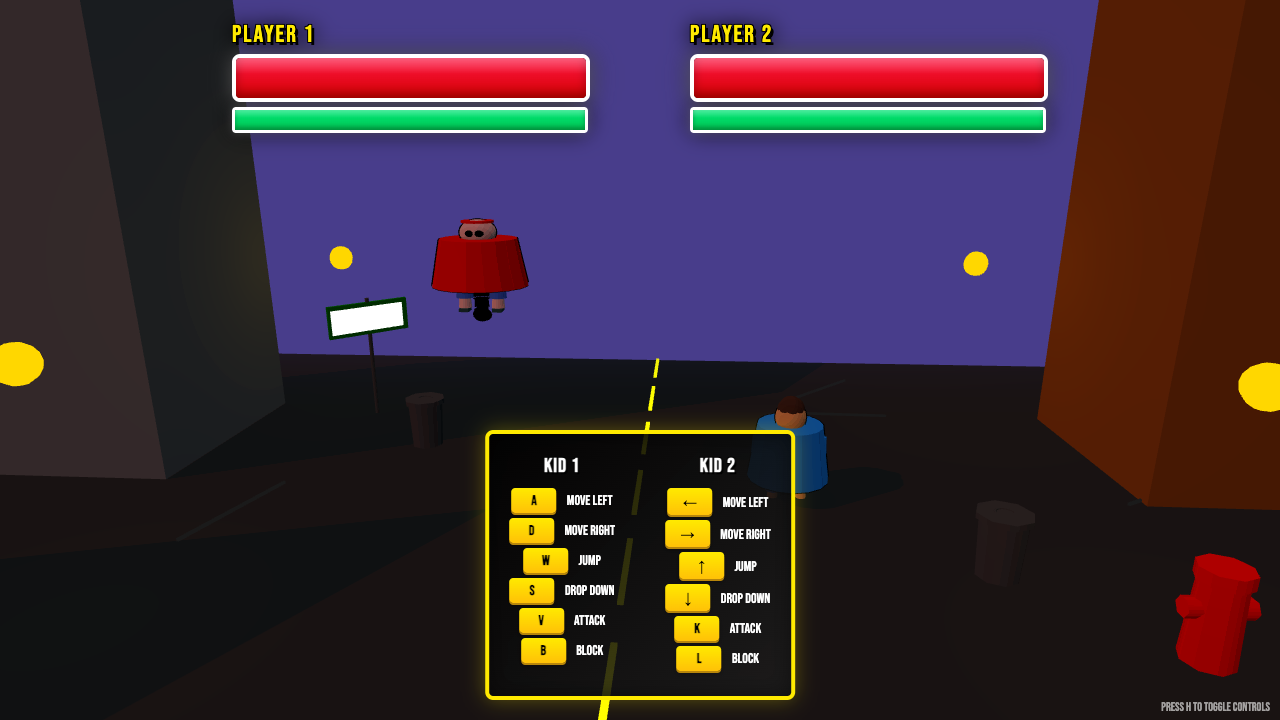 PLAYER 1
PLAYER 2
KID 1
A MOVE LEFT
D MOVE RIGHT
W JUMP
S DROP DOWN
V ATTACK
B BLOCK
KID 2
← MOVE LEFT
→ MOVE RIGHT
↑ JUMP
↓ DROP DOWN
K ATTACK
L BLOCK
PRESS H TO TOGGLE CONTROLS